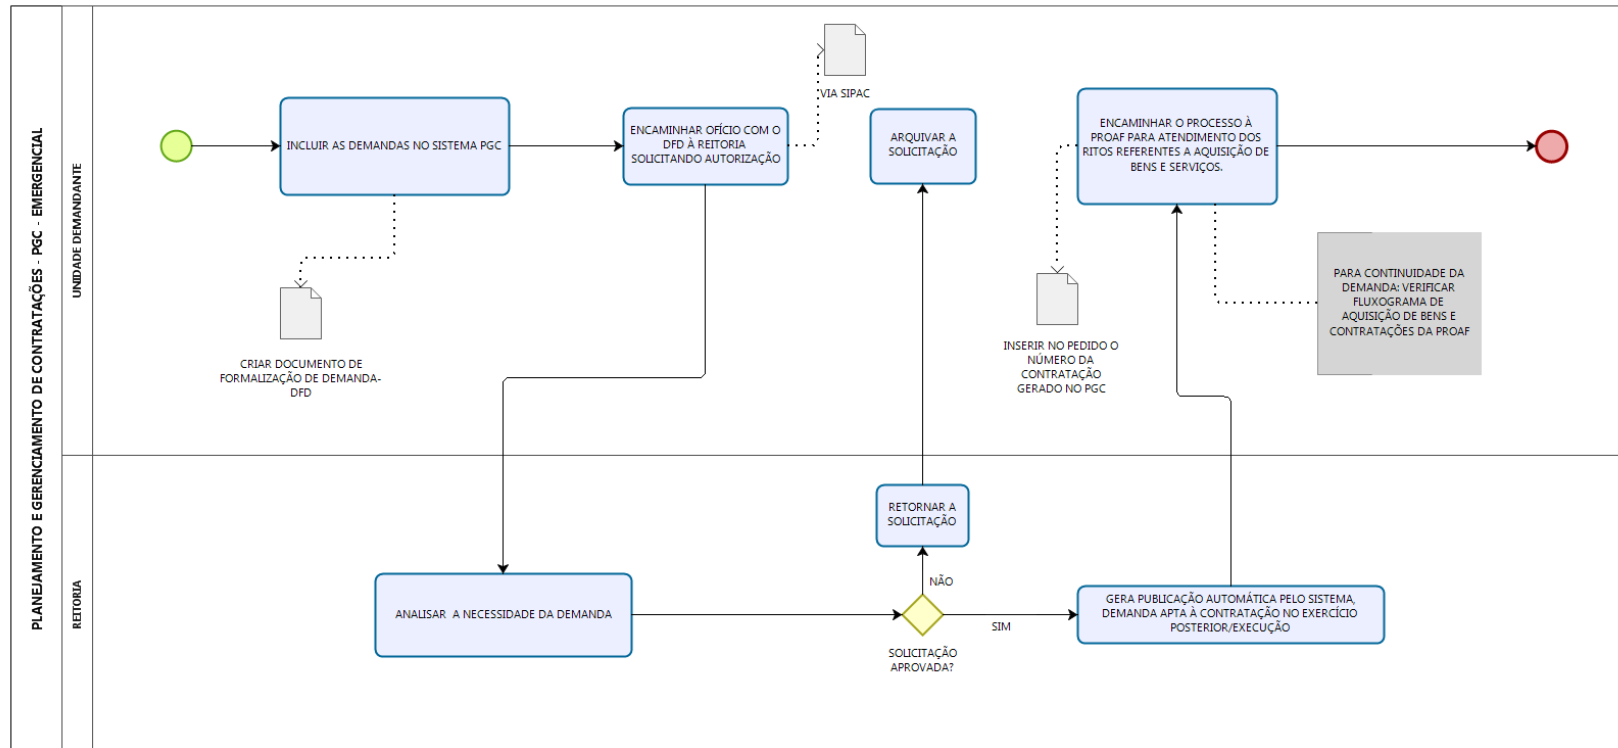 PLANEJAMENTO E GERENCIAMENTO DE CONTRATAÇÕES - PGC - EMERGENCIAL
UNIDADE DEMANDANTE
INCLUIR AS DEMANDAS NO SISTEMA PGC
CRIAR DOCUMENTO DE
FORMALIZAÇÃO DE DEMANDA-
DFD
ENCAMINHAR OFÍCIO COM O
DFD À REITORIA
SOLICITANDO AUTORIZAÇÃO
VIA SIPAC
ARQUIVAR A
SOLICITAÇÃO
ENCAMINHAR O PROCESSO À
PROAF PARA ATENDIMENTO DOS
RITOS REFERENTES A AQUISIÇÃO DE
BENS E SERVIÇOS.
INSERIR NO PEDIDO O
NÚMERO DA
CONTRATAÇÃO
GERADO NO PGC
PARA CONTINUIDADE DA
DEMANDA: VERIFICAR
FLUXOGRAMA DE
AQUISIÇÃO DE BENS E
CONTRATAÇÕES DA PROAF
REITORIA
ANALISAR  A NECESSIDADE DA DEMANDA
RETORNAR A
SOLICITAÇÃO
NÃO
SIM
SOLICITAÇÃO
APROVADA?
GERA PUBLICAÇÃO AUTOMÁTICA PELO SISTEMA,
DEMANDA APTA À CONTRATAÇÃO NO EXERCÍCIO
POSTERIOR/EXECUÇÃO